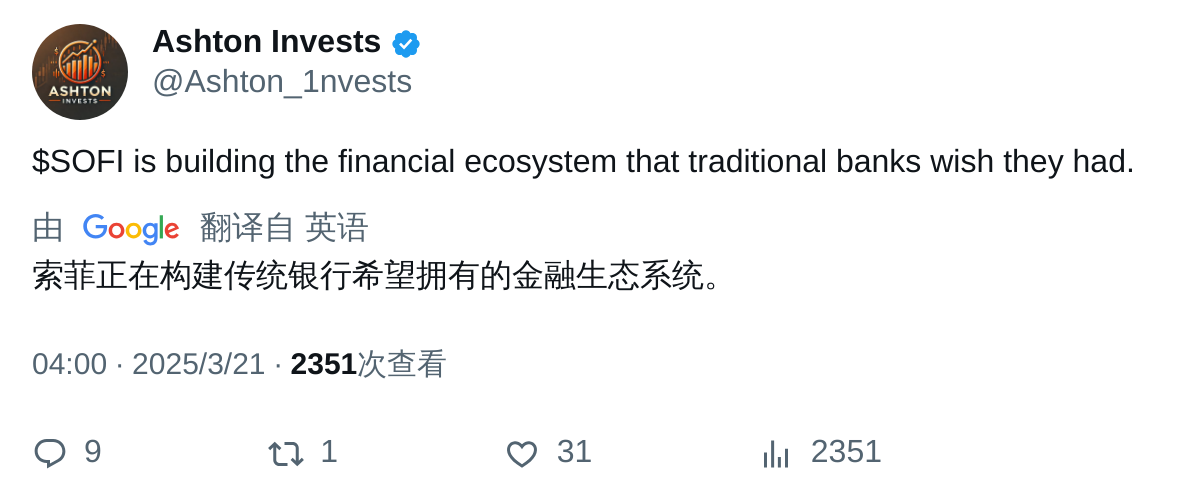 ASHTON
INVESTS
Ashton Invests
@Ashton_1nvests
$SOFI is building the financial ecosystem that traditional banks wish they had.
由 Google 翻译自 英语
索菲正在构建传统银行希望拥有的金融生态系统。
04:00 · 2025/3/21 · 2351次查看
9 1 31 2351